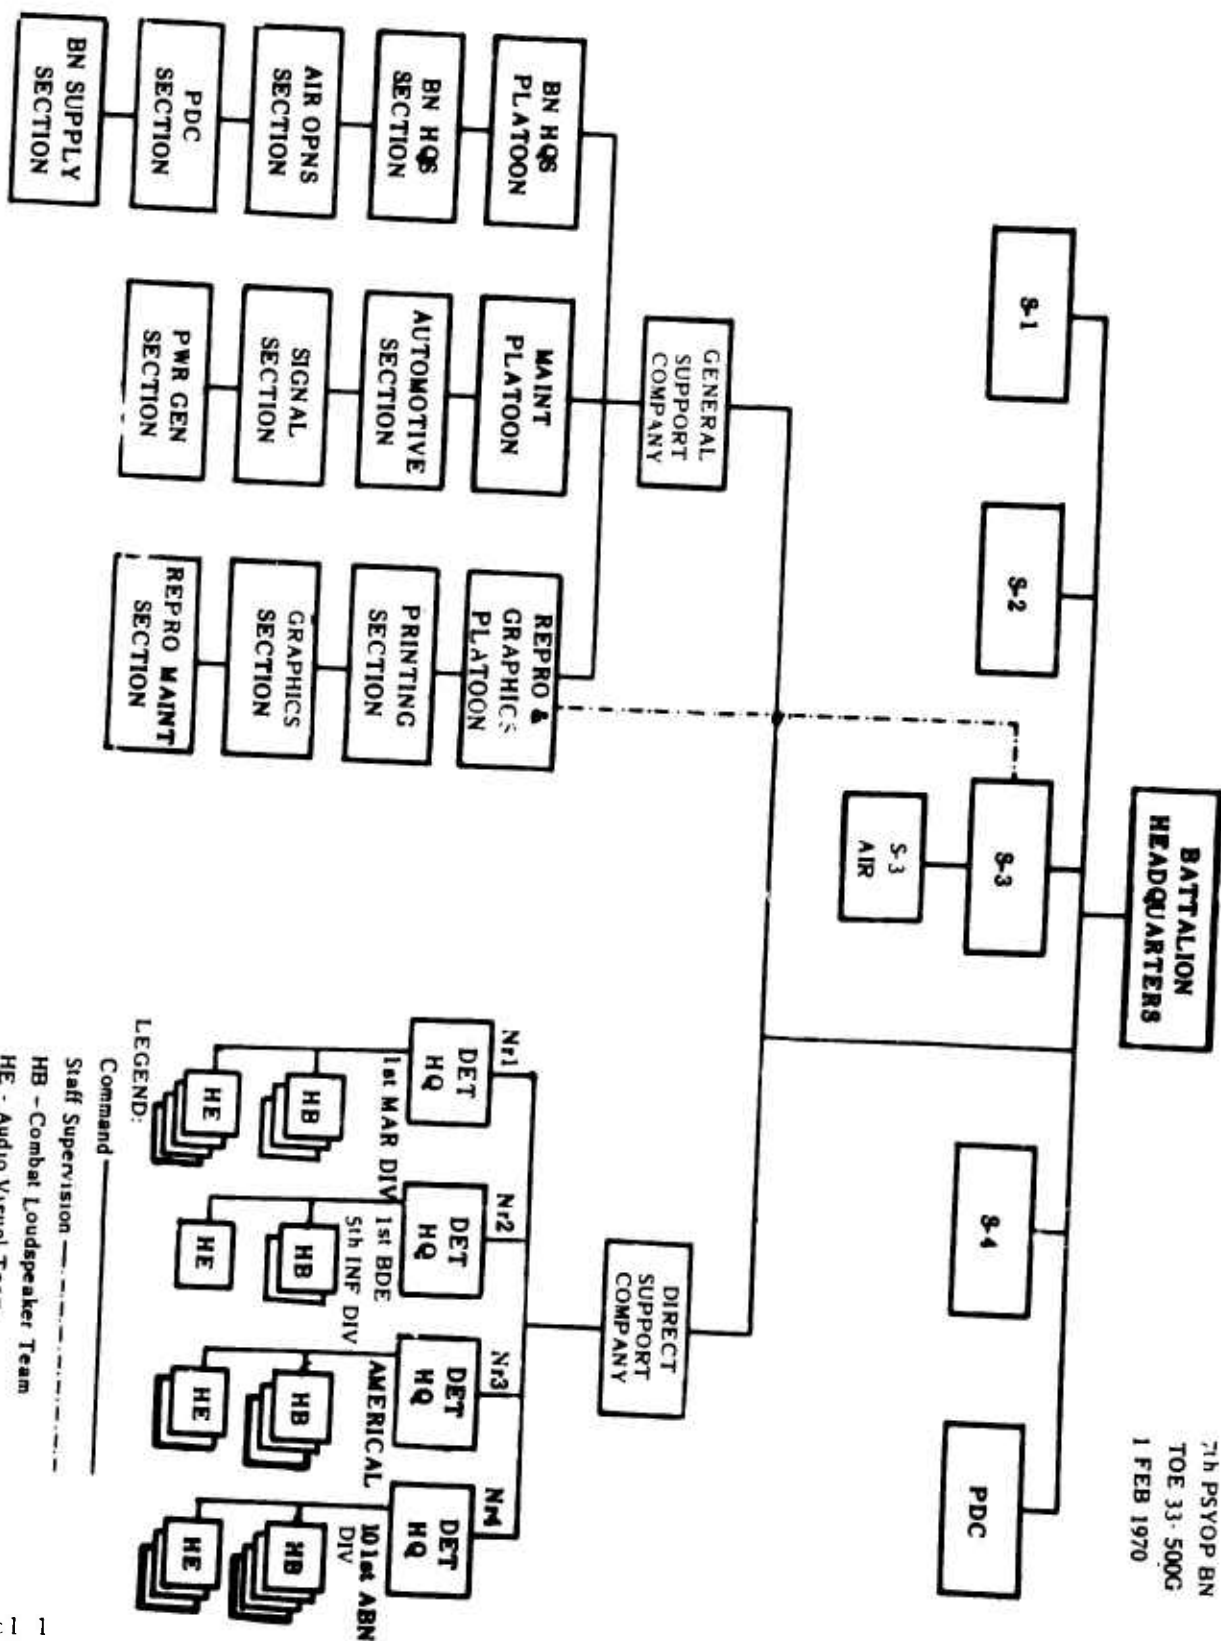 7th PSYOP BN
TOE 33-500G
1 FEB 1970
BATTALION
HEADQUARTERS
S-1
S-2
S-3
S-4
PDC
S-3
AIR
GENERAL
SUPPORT
COMPANY
DIRECT
SUPPORT
COMPANY
BN HQS
PLATOON
BN HQS
SECTION
AIR OPNS
SECTION
PDC
SECTION
BN SUPPLY
SECTION
MAINT
PLATOON
AUTOMOTIVE
SECTION
SIGNAL
SECTION
PWR GEN
SECTION
REPRO &
GRAPHICS
PLATOON
PRINTING
SECTION
GRAPHICS
SECTION
REPRO MAINT
SECTION
Nr1
DET
HQ
1st MAR DIV
HB
HE
Nr2
DET
HQ
1st BDE
5th INF DIV
HB
HE
Nr3
DET
HQ
AMERICAL
HB
HE
Nr4
DET
HQ
101st ABN
DIV
HB
HE
LEGEND:
Command
Staff Supervision
HB - Combat Loudspeaker Team
HE - Audio Visual Team